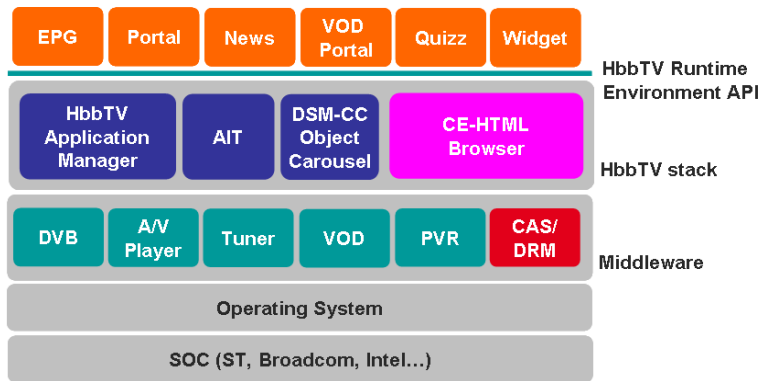 EPG
Portal
News
VOD
Portal
Quizz
Widget
HbbTV Runtime
Environment API
HbbTV
Application
Manager
AIT
DSM-CC
Object
Carousel
CE-HTML
Browser
HbbTV stack
DVB
A/V
Player
Tuner
VOD
PVR
CAS/
DRM
Middleware
Operating System
SOC (ST, Broadcom, Intel…)